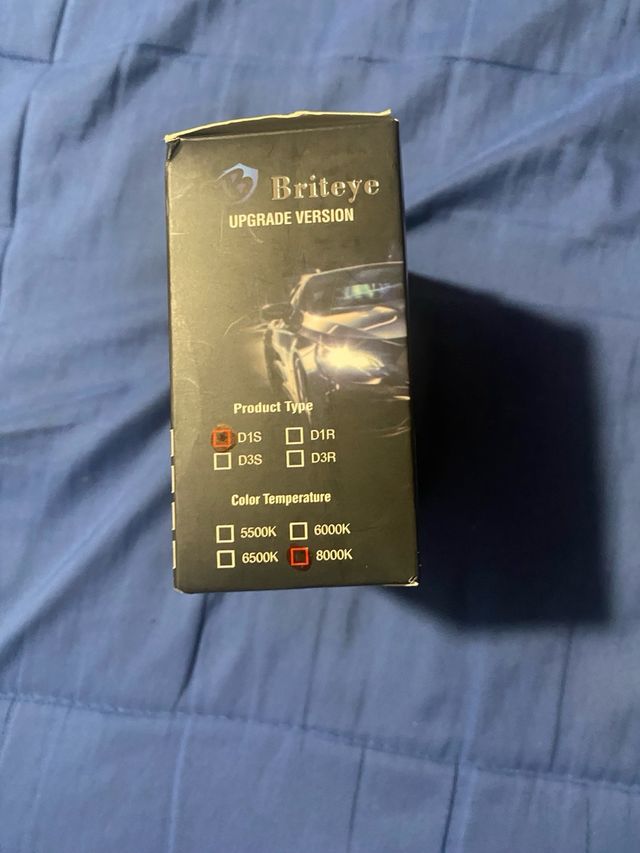 Briteye
UPGRADE VERSION
Product Type
D1S D1R
D3S D3R
Color Temperature
5500K 6000K
6500K 8000K